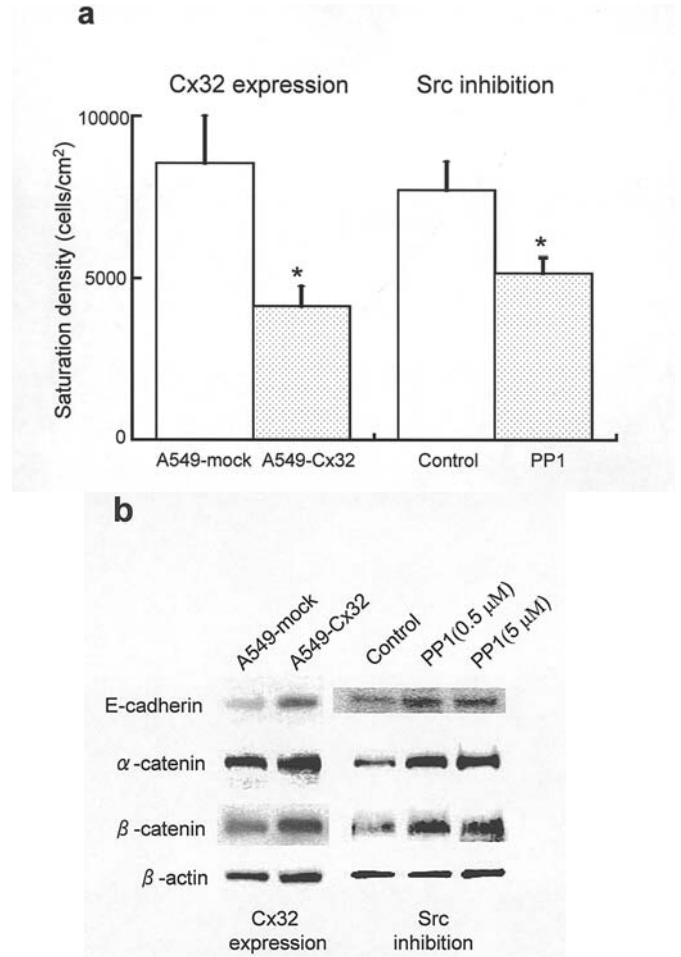 a
Cx32 expression Src inhibition
Saturation density (cells/cm²)
10000
5000
0
* *
A549-mock A549-Cx32 Control PP1
b
A549-mock A549-Cx32 Control PP1(0.5 μM) PP1(5 μM)
E-cadherin
α-catenin
β-catenin
β-actin
Cx32 Src
expression inhibition